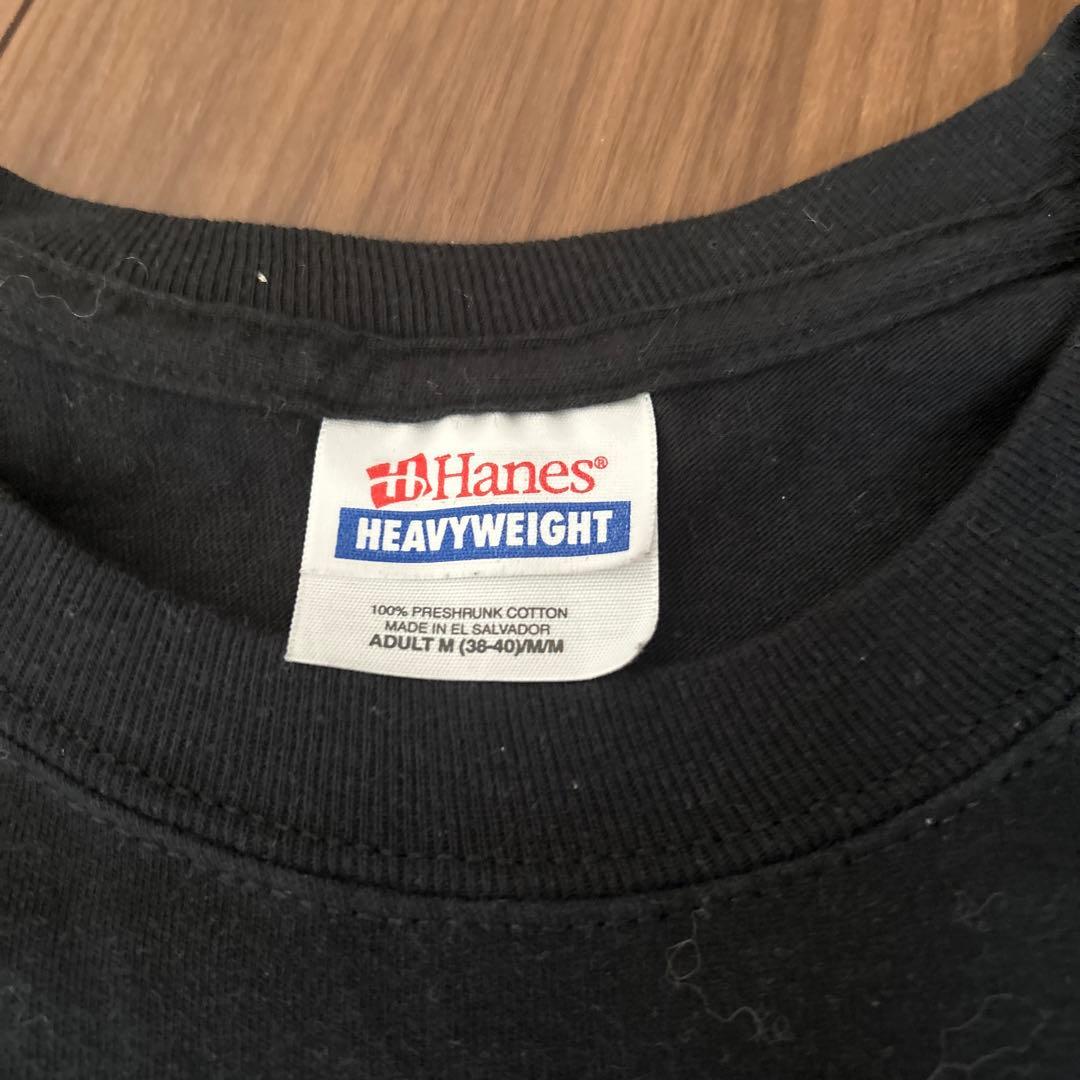 Hanes®
HEAVYWEIGHT
100% PRESHRUNK COTTON
MADE IN EL SALVADOR
ADULT M (38-40)/M/M